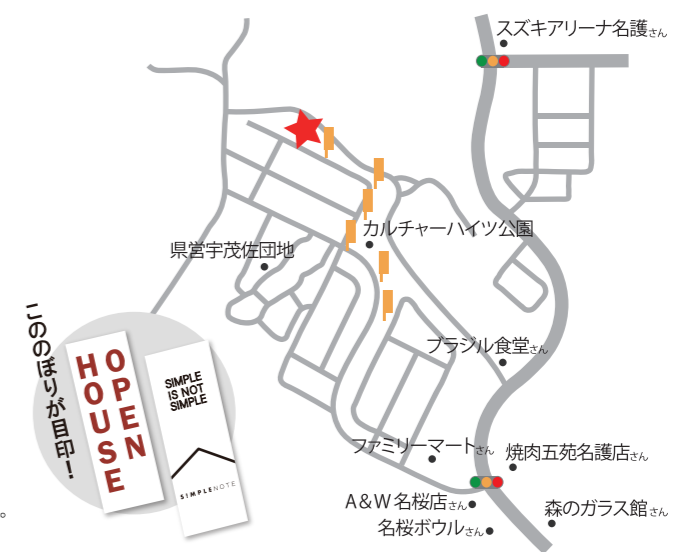 スズキアリーナ名護さん
カルチャーハイツ公園
県営宇茂佐団地
ブラジル食堂さん
ファミリーマートさん
焼肉五苑名護店さん
A&W名桜店さん
名桜ボウルさん
森のガラス館さん
こののぼりが目印!
OPEN
HOUSE
SIMPLE
IS NOT
SIMPLE
SIMPLENOTE
。